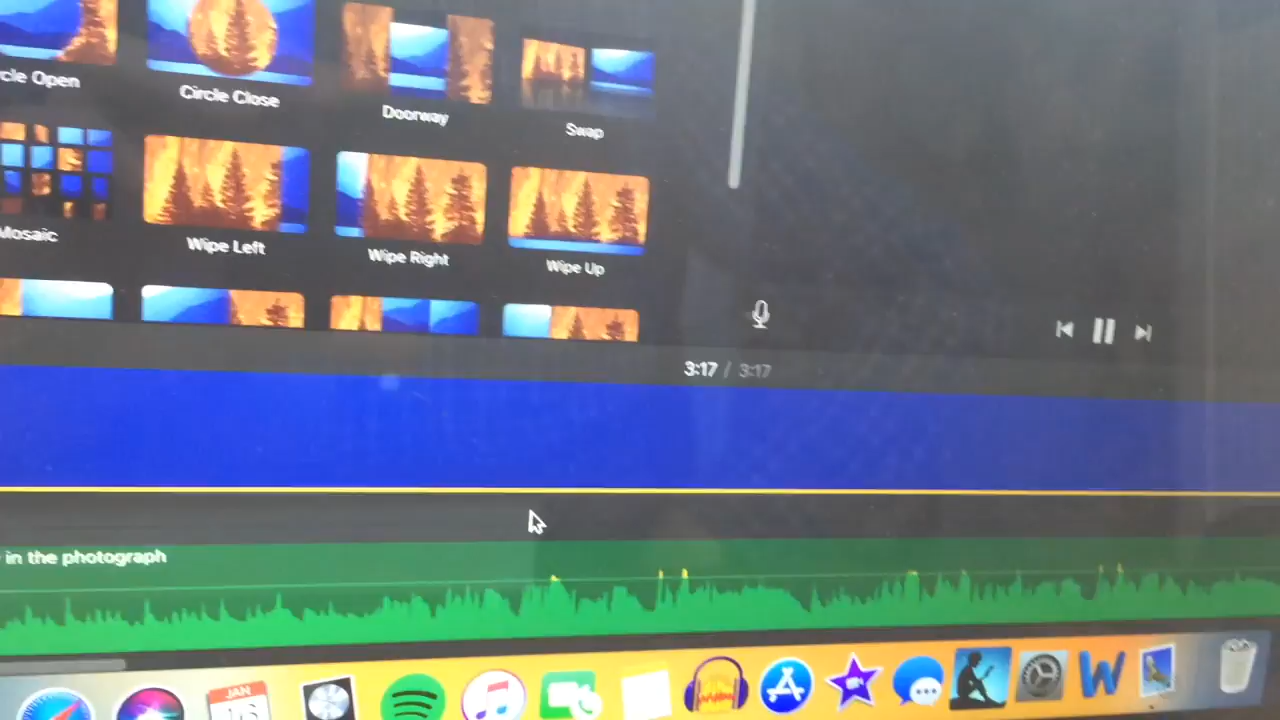 cle Open
Circle Close
Doorway
Swap
Mosaic
Wipe Left
Wipe Right
Wipe Up
3:17 / 3:17
in the photograph
JAN
W